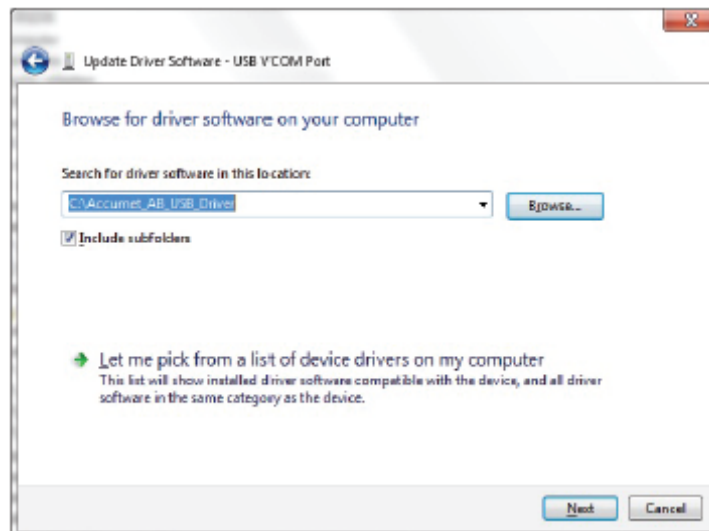 Update Driver Software - USB VCOM Port
Browse for driver software on your computer
Search for driver software in this location:
C:\Accumet_AB_USB_Driver
Browse...
Include subfolders
Let me pick from a list of device drivers on my computer
This list will show installed driver software compatible with the device, and all driver
software in the same category as the device.
Next
Cancel